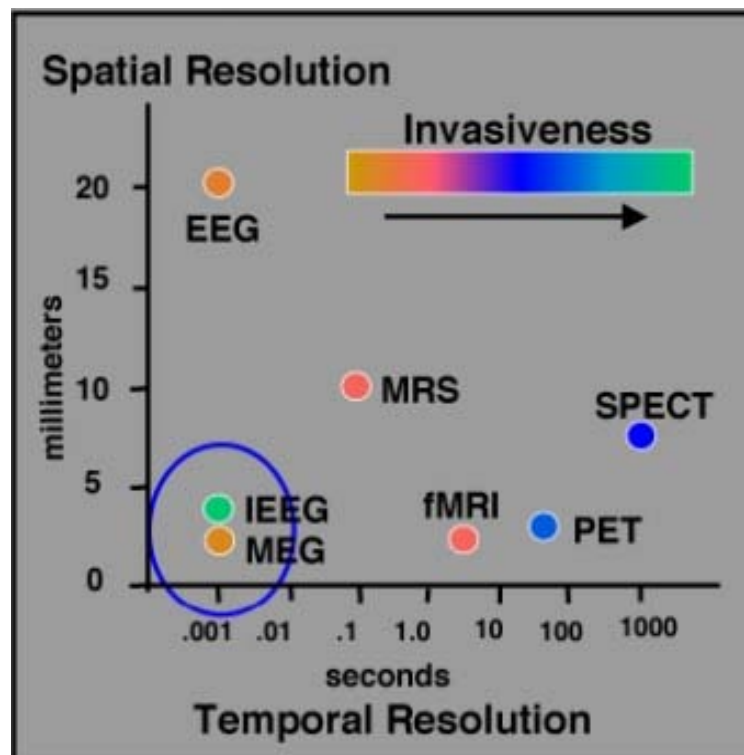 Spatial Resolution
Invasiveness
20
EEG
15
millimeters
10
MRS
SPECT
5
IEEG
fMRI
MEG
PET
0
.001 .01 .1 1.0 10 100 1000
seconds
Temporal Resolution